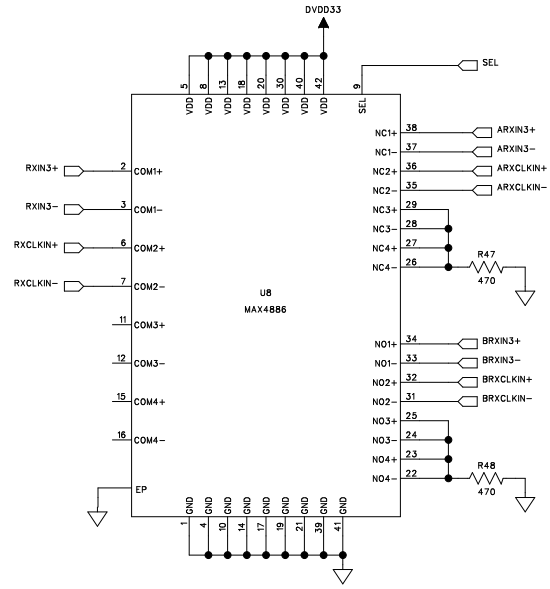 DVDD33
5 8 13 18 20 30 40 42 9
VDD VDD VDD VDD VDD VDD VDD VDD SEL
SEL
RXIN3+ 2 COM1+
RXIN3- 3 COM1-
RXCLKIN+ 6 COM2+
RXCLKIN- 7 COM2-
11 COM3+
12 COM3-
15 COM4+
16 COM4-
EP
U8
MAX4886
NC1+ 38 ARXIN3+
NC1- 37 ARXIN3-
NC2+ 36 ARXCLKIN+
NC2- 35 ARXCLKIN-
NC3+ 29
NC3- 28
NC4+ 27
NC4- 26
R47
470
NO1+ 34 BRXIN3+
NO1- 33 BRXIN3-
NO2+ 32 BRXCLKIN+
NO2- 31 BRXCLKIN-
NO3+ 25
NO3- 24
NO4+ 23
NO4- 22
R48
470
GND GND GND GND GND GND GND GND GND
1 4 10 14 17 19 21 39 41